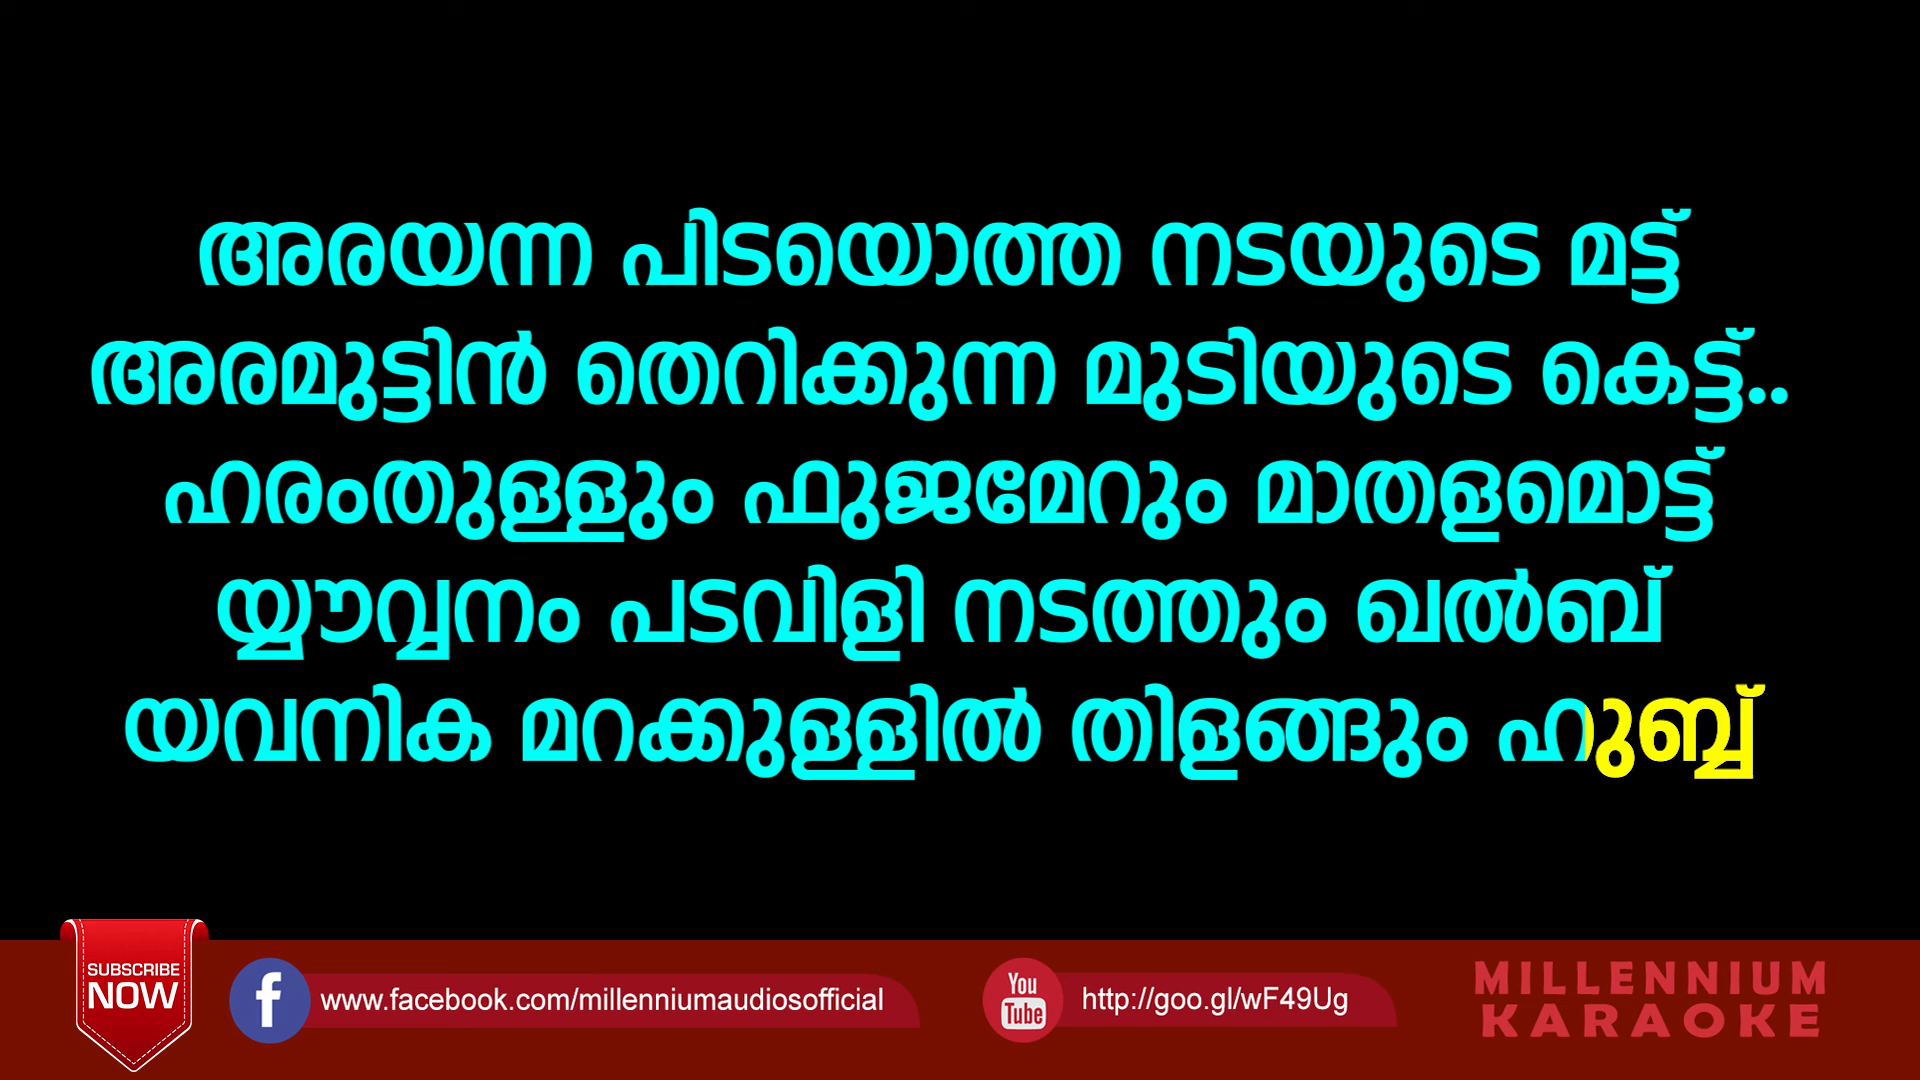 അരയന്ന പിടയൊത്ത നടയുടെ മട്ട്
അരമുട്ടിൻ തെറിക്കുന്ന മുടിയുടെ കെട്ട്..
ഹരംതുള്ളും ഫുജമേറും മാതളമൊട്ട്
യ്യൗവ്വനം പടവിളി നടത്തും ഖൽബ്
യവനിക മറക്കുള്ളിൽ തിളങ്ങും ഹുബ്ബ്
SUBSCRIBE
NOW
www.facebook.com/millenniumaudiosofficial
You
Tube
http://goo.gl/wF49Ug
MILLENNIUM
KARAOKE